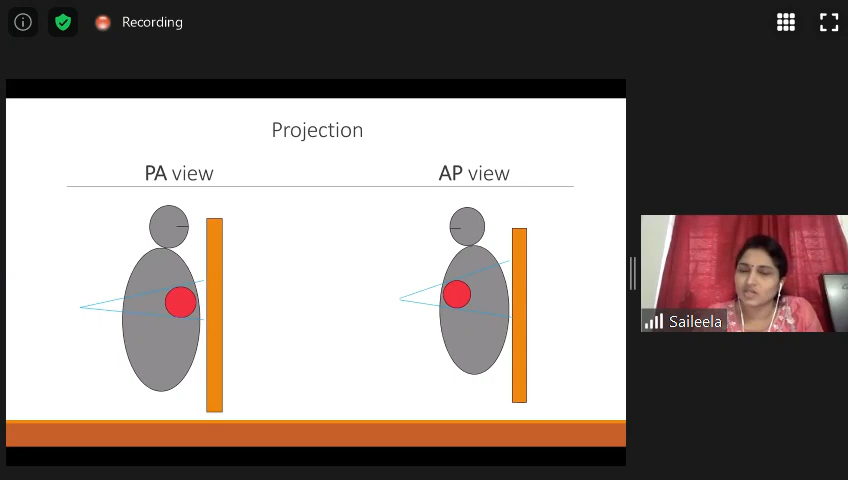 Recording
Projection
PA view
AP view
Saileela